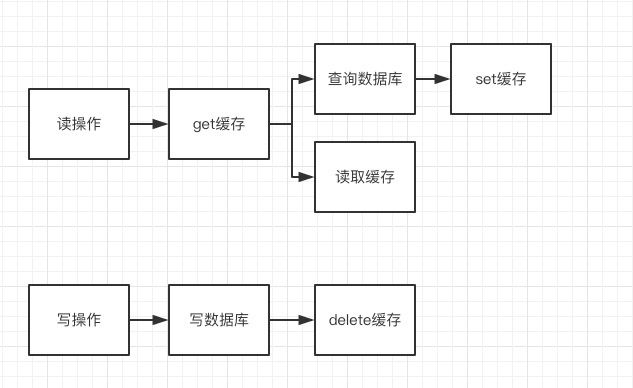 查询数据库
set缓存
读操作
get缓存
读取缓存
写操作
写数据库
delete缓存